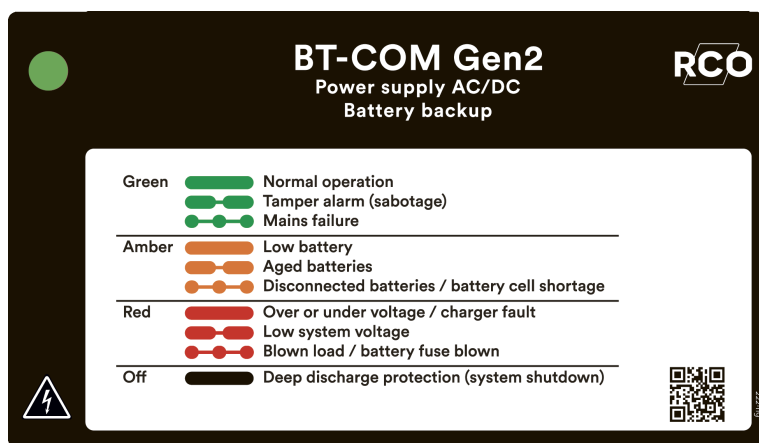 BT-COM Gen2
Power supply AC/DC
Battery backup
RCO
Green
Normal operation
Tamper alarm (sabotage)
Mains failure
Amber
Low battery
Aged batteries
Disconnected batteries / battery cell shortage
Red
Over or under voltage / charger fault
Low system voltage
Blown load / battery fuse blown
Off
Deep discharge protection (system shutdown)